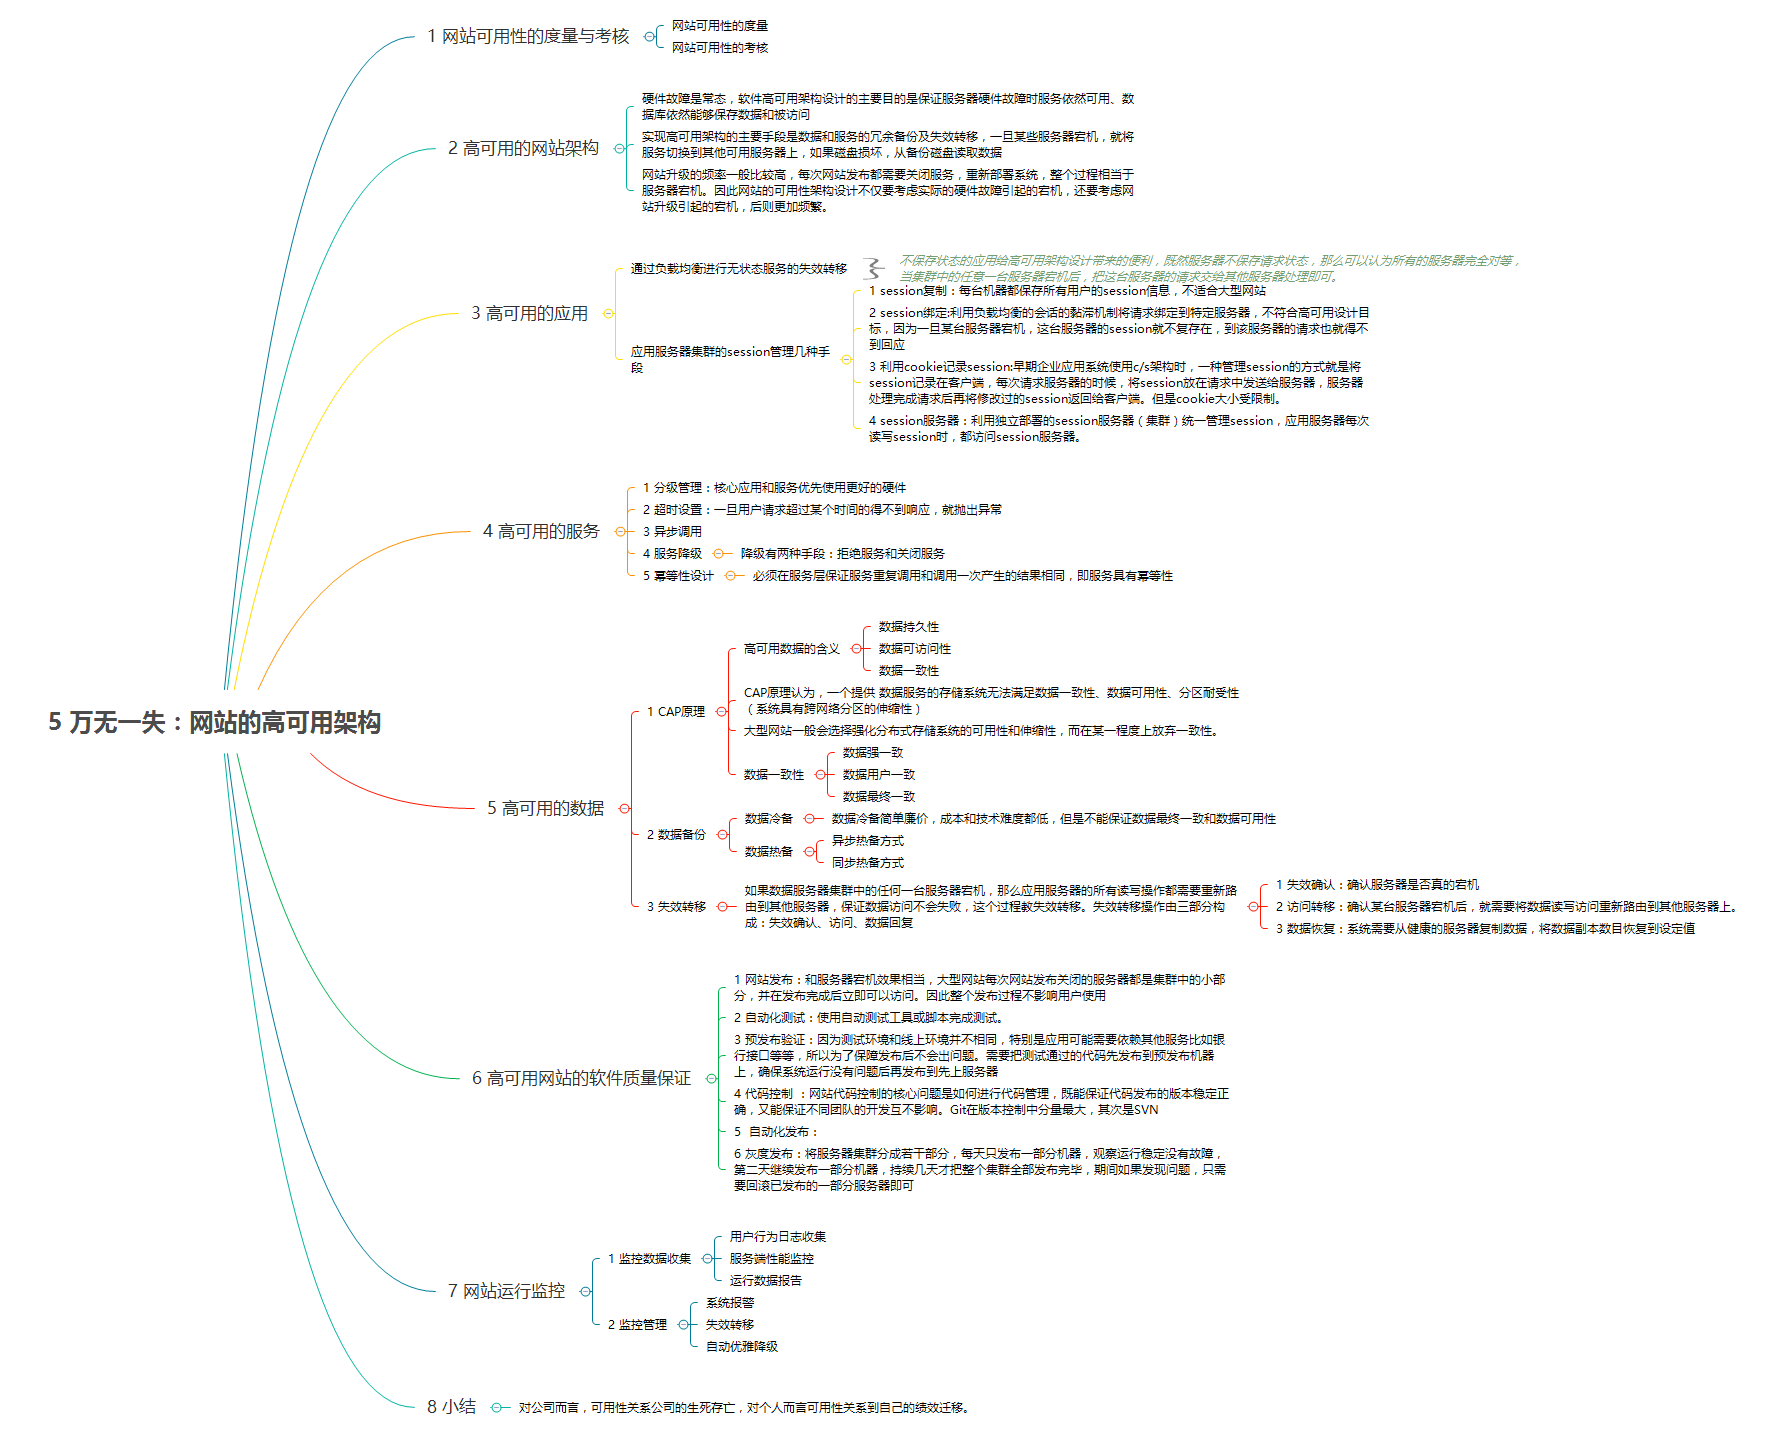 5 万无一失：网站的高可用架构
1 网站可用性的度量与考核
网站可用性的度量
网站可用性的考核
2 高可用的网站架构
硬件故障是常态，软件高可用架构设计的主要目的是保证服务器硬件故障时服务依然可用、数
据库依然能够保存数据和被访问
实现高可用架构的主要手段是数据和服务的冗余备份及失效转移，一旦某些服务器宕机，就将
服务切换到其他可用服务器上，如果磁盘损坏，从备份磁盘读取数据
网站升级的频率一般比较高，每次网站发布都需要关闭服务，重新部署系统，整个过程相当于
服务器宕机。因此网站的可用性架构设计不仅要考虑实际的硬件故障引起的宕机，还要考虑网
站升级引起的宕机，后则更加频繁。
3 高可用的应用
通过负载均衡进行无状态服务的失效转移
不保存状态的应用给高可用架构设计带来的便利，既然服务器不保存请求状态，那么可以认为所有的服务器完全对等，
当集群中的任意一台服务器宕机后，把这台服务器的请求交给其他服务器处理即可。
应用服务器集群的session管理几种手
段
1 session复制：每台机器都保存所有用户的session信息，不适合大型网站
2 session绑定:利用负载均衡的会话的黏滞机制将请求绑定到特定服务器，不符合高可用设计目
标，因为一旦某台服务器宕机，这台服务器的session就不复存在，到该服务器的请求也就得不
到回应
3 利用cookie记录session:早期企业应用系统使用c/s架构时，一种管理session的方式就是将
session记录在客户端，每次请求服务器的时候，将session放在请求中发送给服务器，服务器
处理完成请求后再将修改过的session返回给客户端。但是cookie大小受限制。
4 session服务器：利用独立部署的session服务器（集群）统一管理session，应用服务器每次
读写session时，都访问session服务器。
4 高可用的服务
1 分级管理：核心应用和服务优先使用更好的硬件
2 超时设置：一旦用户请求超过某个时间的得不到响应，就抛出异常
3 异步调用
4 服务降级
降级有两种手段：拒绝服务和关闭服务
5 幂等性设计
必须在服务层保证服务重复调用和调用一次产生的结果相同，即服务具有幂等性
5 高可用的数据
1 CAP原理
高可用数据的含义
数据持久性
数据可访问性
数据一致性
CAP原理认为，一个提供 数据服务的存储系统无法满足数据一致性、数据可用性、分区耐受性
（系统具有跨网络分区的伸缩性）
大型网站一般会选择强化分布式存储系统的可用性和伸缩性，而在某一程度上放弃一致性。
数据一致性
数据强一致
数据用户一致
数据最终一致
2 数据备份
数据冷备
数据冷备简单廉价，成本和技术难度都低，但是不能保证数据最终一致和数据可用性
数据热备
异步热备方式
同步热备方式
3 失效转移
如果数据服务器集群中的任何一台服务器宕机，那么应用服务器的所有读写操作都需要重新路
由到其他服务器，保证数据访问不会失败，这个过程教失效转移。失效转移操作由三部分构
成：失效确认、访问、数据回复
1 失效确认：确认服务器是否真的宕机
2 访问转移：确认某台服务器宕机后，就需要将数据读写访问重新路由到其他服务器上。
3 数据恢复：系统需要从健康的服务器复制数据，将数据副本数目恢复到设定值
6 高可用网站的软件质量保证
1 网站发布：和服务器宕机效果相当，大型网站每次网站发布关闭的服务器都是集群中的小部
分，并在发布完成后立即可以访问。因此整个发布过程不影响用户使用
2 自动化测试：使用自动测试工具或脚本完成测试。
3 预发布验证：因为测试环境和线上环境并不相同，特别是应用可能需要依赖其他服务比如银
行接口等等，所以为了保障发布后不会出问题。需要把测试通过的代码先发布到预发布机器
上，确保系统运行没有问题后再发布到先上服务器
4 代码控制 ：网站代码控制的核心问题是如何进行代码管理，既能保证代码发布的版本稳定正
确，又能保证不同团队的开发互不影响。Git在版本控制中分量最大，其次是SVN
5  自动化发布：
6 灰度发布：将服务器集群分成若干部分，每天只发布一部分机器，观察运行稳定没有故障，
第二天继续发布一部分机器，持续几天才把整个集群全部发布完毕，期间如果发现问题，只需
要回滚已发布的一部分服务器即可
7 网站运行监控
1 监控数据收集
用户行为日志收集
服务端性能监控
运行数据报告
2 监控管理
系统报警
失效转移
自动优雅降级
8 小结
对公司而言，可用性关系公司的生死存亡，对个人而言可用性关系到自己的绩效迁移。